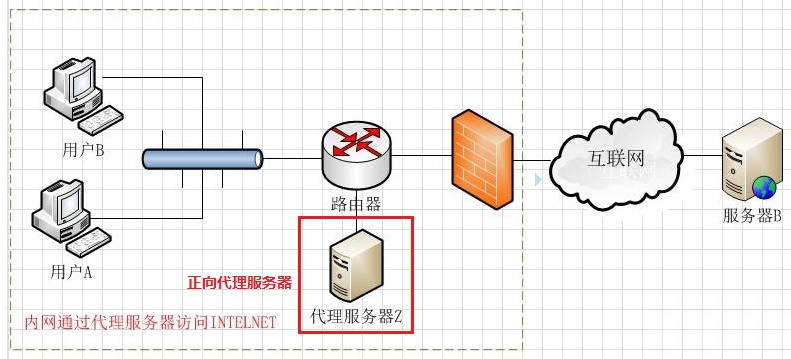 用户B
互联网
路由器
服务器B
用户A
正向代理服务器
代理服务器Z
内网通过代理服务器访问INTELNET